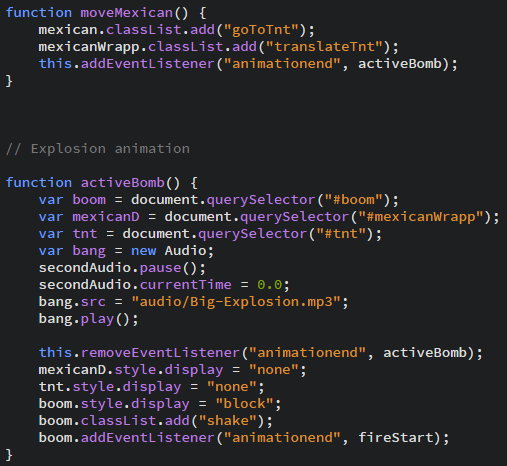 function moveMexican() {
    mexican.classList.add("goToTnt");
    mexicanWrapp.classList.add("translateTnt");
    this.addEventListener("animationend", activeBomb);
}
// Explosion animation
function activeBomb() {
    var boom = document.querySelector("#boom");
    var mexicanD = document.querySelector("#mexicanWrapp");
    var tnt = document.querySelector("#tnt");
    var bang = new Audio;
    secondAudio.pause();
    secondAudio.currentTime = 0.0;
    bang.src = "audio/Big-Explosion.mp3";
    bang.play();
    this.removeEventListener("animationend", activeBomb);
    mexicanD.style.display = "none";
    tnt.style.display = "none";
    boom.style.display = "block";
    boom.classList.add("shake");
    boom.addEventListener("animationend", fireStart);
}